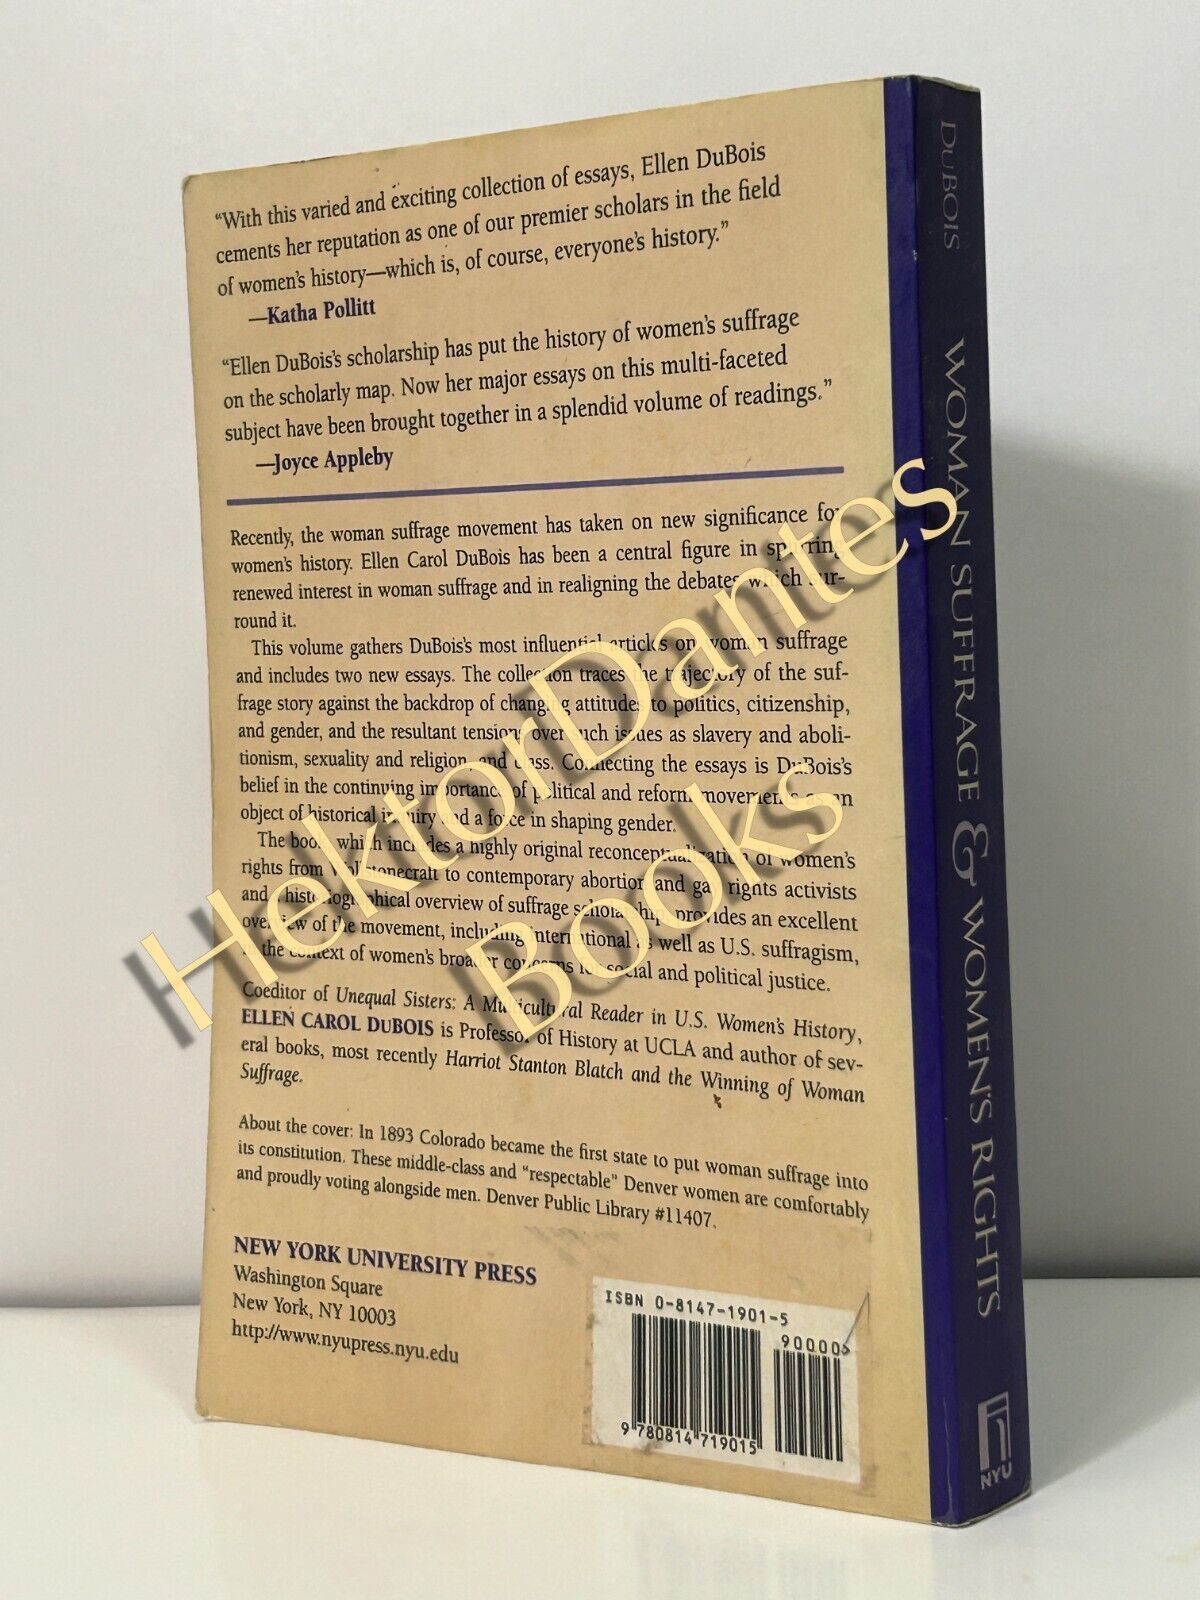 “With this varied and exciting collection of essays, Ellen DuBois
cements her reputation as one of our premier scholars in the field
of women's history—which is, of course, everyone's history.”
—Katha Pollitt
“Ellen DuBois's scholarship has put the history of women's suffrage
on the scholarly map. Now her major essays on this multi-faceted
subject have been brought together in a splendid volume of readings.”
—Joyce Appleby
Recently, the woman suffrage movement has taken on new significance for
women's history. Ellen Carol DuBois has been a central figure in spurring
renewed interest in woman suffrage and in realigning the debates which sur-
round it.
This volume gathers DuBois's most influential articles on woman suffrage
and includes two new essays. The collection traces the trajectory of the suf-
frage story against the backdrop of changing attitudes to politics, citizenship,
and gender, and the resultant tensions over such issues as slavery and aboli-
tionism, sexuality and religion, and class. Connecting the essays is DuBois's
belief in the continuing importance of political and reform movements as an
object of historical inquiry and a force in shaping gender.
The book, which includes a highly original reconceptualization of women's
rights from Wollstonecraft to contemporary abortion and gay rights activists
and a historiographical overview of suffrage scholarship, provides an excellent
overview of the movement, including international as well as U.S. suffragism,
in the context of women's broader concerns for social and political justice.
Coeditor of Unequal Sisters: A Multicultural Reader in U.S. Women's History,
ELLEN CAROL DUBOIS is Professor of History at UCLA and author of sev-
eral books, most recently Harriot Stanton Blatch and the Winning of Woman
Suffrage.
About the cover: In 1893 Colorado became the first state to put woman suffrage into
its constitution. These middle-class and "respectable" Denver women are comfortably
and proudly voting alongside men. Denver Public Library #11407.
NEW YORK UNIVERSITY PRESS
Washington Square
New York, NY 10003
http://www.nyupress.nyu.edu
ISBN 0-8147-1901-5
90000>
9 780814 719015
DUBOIS
WOMAN SUFFRAGE & WOMEN'S RIGHTS
NYU
HektorDantes
Books